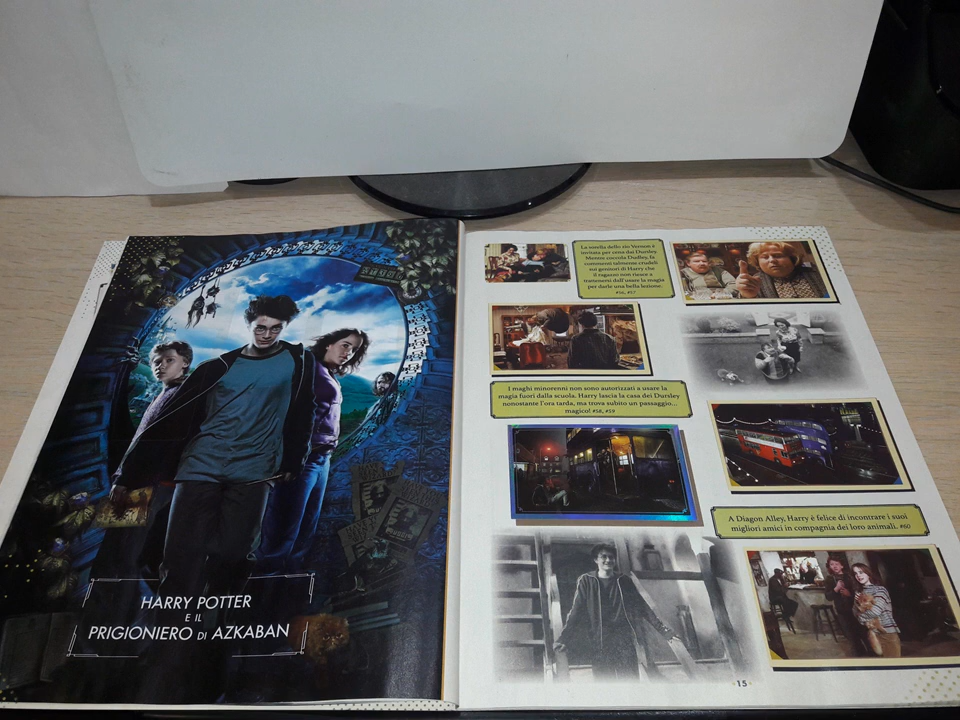 HARRY POTTER
E IL
PRIGIONIERO DI AZKABAN
La sorella dello zio Vernon è
invitata per cena dai Dursley.
Mentre coccola Dudley, fa
commenti talmente crudeli
sui genitori di Harry che
il ragazzo non riesce a
trattenersi dall'usare la magia
per darle una bella lezione.
#56, #57
I maghi minorenni non sono autorizzati a usare la
magia fuori dalla scuola. Harry lascia la casa dei Dursley
nonostante l'ora tarda, ma trova subito un passaggio...
magico! #58, #59
A Diagon Alley, Harry è felice di incontrare i suoi
migliori amici in compagnia dei loro animali. #60
15